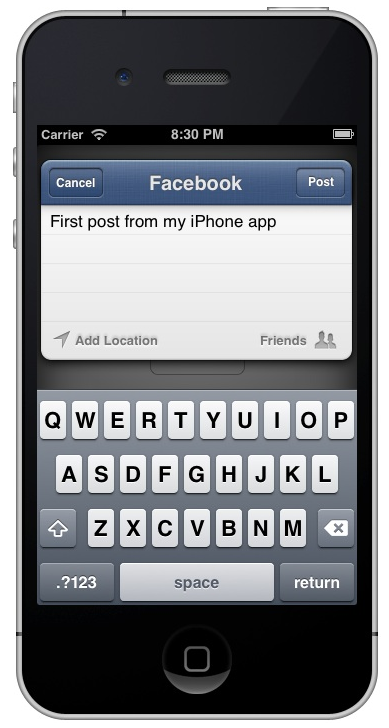 Carrier 8:30 PM
Cancel Facebook Post
First post from my iPhone app
Add Location Friends
Q W E R T Y U I O P
A S D F G H J K L
Z X C V B N M
.?123 space return